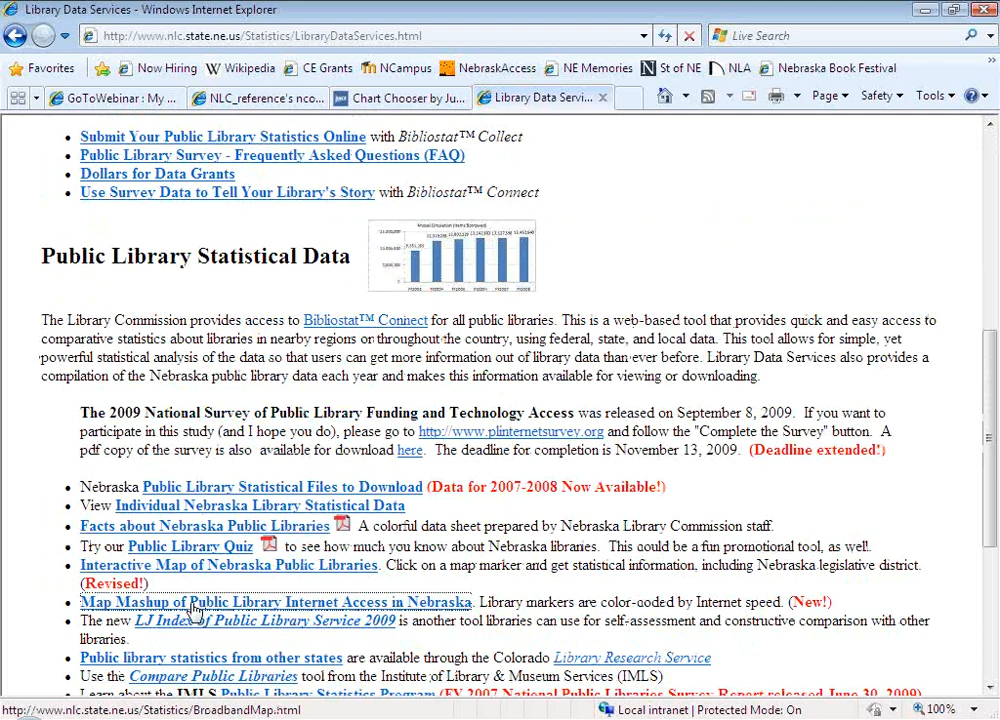 Library Data Services - Windows Internet Explorer
http://www.nlc.state.ne.us/Statistics/LibraryDataServices.html
Live Search
Favorites Now Hiring Wikipedia CE Grants NCampus NebraskAccess NE Memories St of NE NLA Nebraska Book Festival
GoToWebinar : My ... NLC_reference's nco... Chart Chooser by Ju... Library Data Servi... Page Safety Tools
Submit Your Public Library Statistics Online with Bibliostat™ Collect
Public Library Survey - Frequently Asked Questions (FAQ)
Dollars for Data Grants
Use Survey Data to Tell Your Library's Story with Bibliostat™ Connect
Public Library Statistical Data
The Library Commission provides access to Bibliostat™ Connect for all public libraries. This is a web-based tool that provides quick and easy access to
comparative statistics about libraries in nearby regions or throughout the country, using federal, state, and local data. This tool allows for simple, yet
powerful statistical analysis of the data so that users can get more information out of library data than ever before. Library Data Services also provides a
compilation of the Nebraska public library data each year and makes this information available for viewing or downloading.
The 2009 National Survey of Public Library Funding and Technology Access was released on September 8, 2009. If you want to
participate in this study (and I hope you do), please go to http://www.plinternetsurvey.org and follow the "Complete the Survey" button. A
pdf copy of the survey is also available for download here. The deadline for completion is November 13, 2009. (Deadline extended!)
Nebraska Public Library Statistical Files to Download (Data for 2007-2008 Now Available!)
View Individual Nebraska Library Statistical Data
Facts about Nebraska Public Libraries A colorful data sheet prepared by Nebraska Library Commission staff.
Try our Public Library Quiz to see how much you know about Nebraska libraries. This could be a fun promotional tool, as well.
Interactive Map of Nebraska Public Libraries. Click on a map marker and get statistical information, including Nebraska legislative district.
(Revised!)
Map Mashup of Public Library Internet Access in Nebraska. Library markers are color-coded by Internet speed. (New!)
The new LJ Index of Public Library Service 2009 is another tool libraries can use for self-assessment and constructive comparison with other
libraries.
Public library statistics from other states are available through the Colorado Library Research Service
Use the Compare Public Libraries tool from the Institute of Library & Museum Services (IMLS)
Learn about the IMLS Public Library Statistics Program (FY 2007 National Public Libraries Survey Report released June 30, 2009)
http://www.nlc.state.ne.us/Statistics/BroadbandMap.html Local intranet | Protected Mode: On 100%